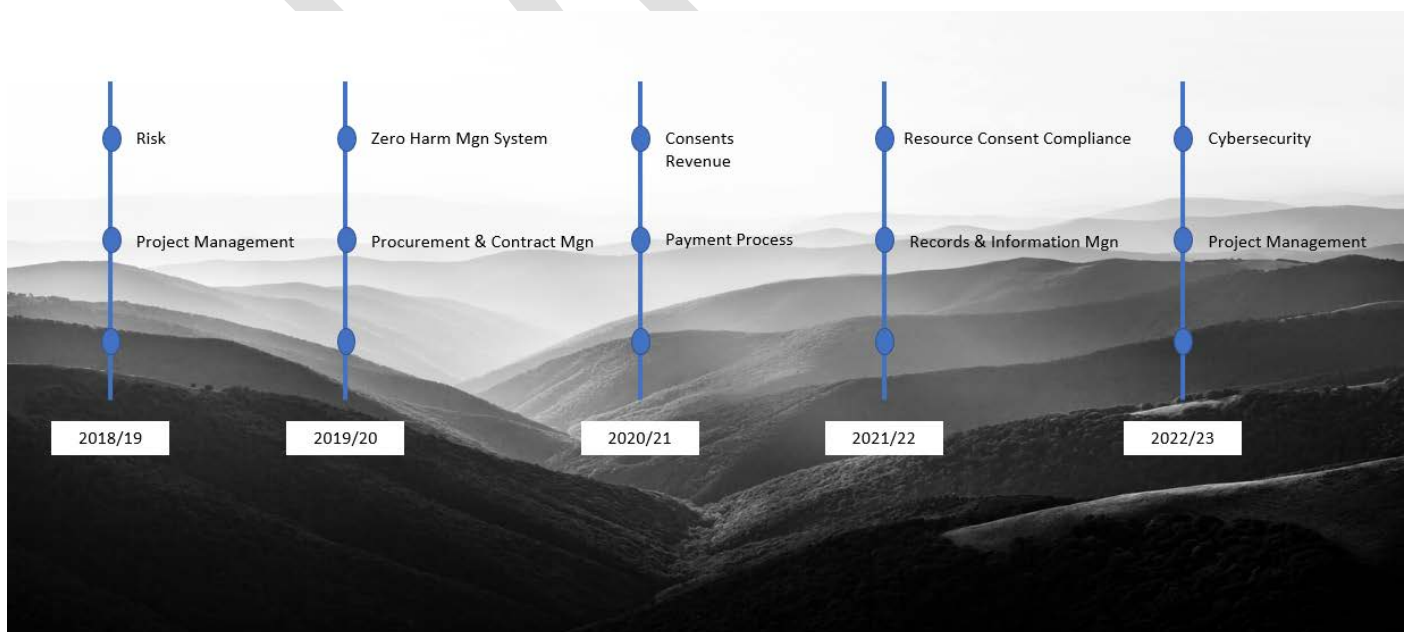 Risk
Zero Harm Mgn System
Consents
Revenue
Resource Consent Compliance
Cybersecurity
Project Management
Procurement & Contract Mgn
Payment Process
Records & Information Mgn
Project Management
2018/19
2019/20
2020/21
2021/22
2022/23